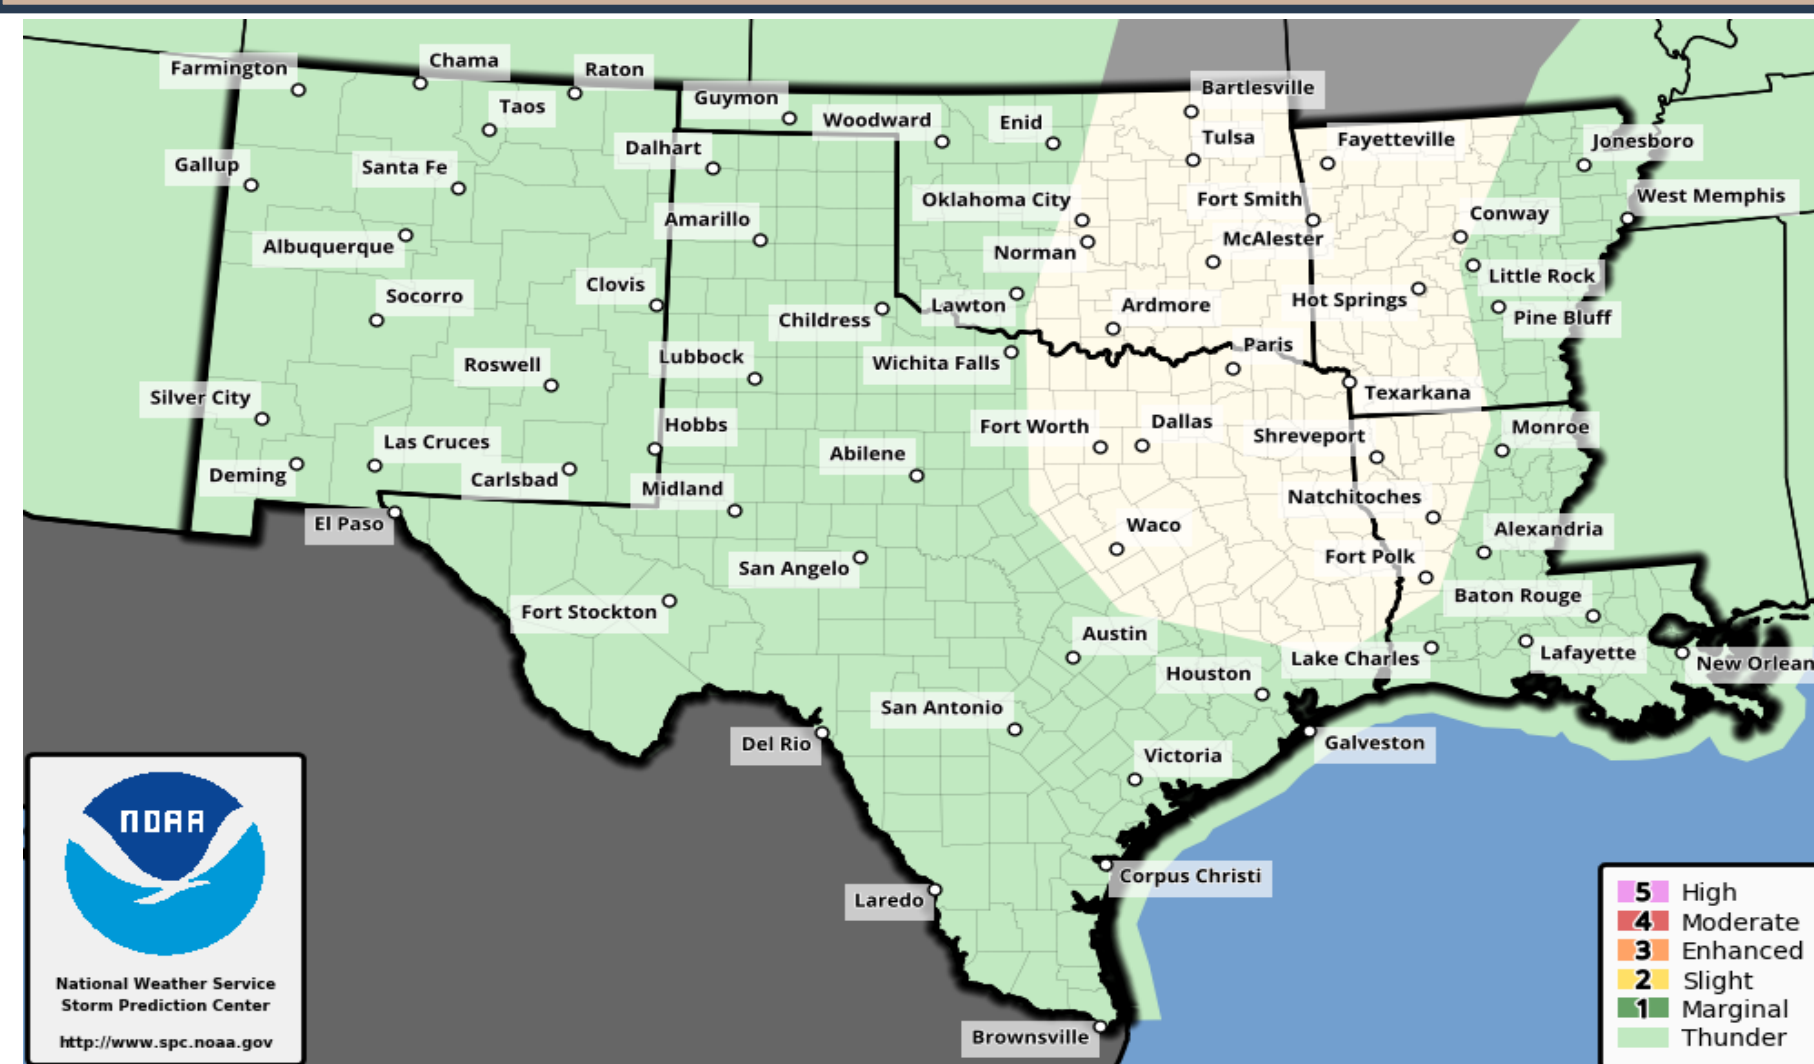 Farmington
Chama
Raton
Taos
Guymon
Woodward
Enid
Bartlesville
Tulsa
Fayetteville
Jonesboro
Gallup
Santa Fe
Dalhart
Oklahoma City
Fort Smith
West Memphis
Albuquerque
Amarillo
Norman
McAlester
Conway
Socorro
Clovis
Childress
Lawton
Ardmore
Hot Springs
Little Rock
Pine Bluff
Roswell
Lubbock
Wichita Falls
Paris
Texarkana
Silver City
Las Cruces
Hobbs
Abilene
Fort Worth
Dallas
Shreveport
Monroe
Deming
Carlsbad
Midland
Natchitoches
El Paso
San Angelo
Waco
Fort Polk
Alexandria
Fort Stockton
Austin
Baton Rouge
Houston
Lake Charles
Lafayette
New Orlean
San Antonio
Del Rio
Victoria
Galveston
Laredo
Corpus Christi
Brownsville
NOAA
National Weather Service
Storm Prediction Center
http://www.spc.noaa.gov
5 High
4 Moderate
3 Enhanced
2 Slight
1 Marginal
Thunder